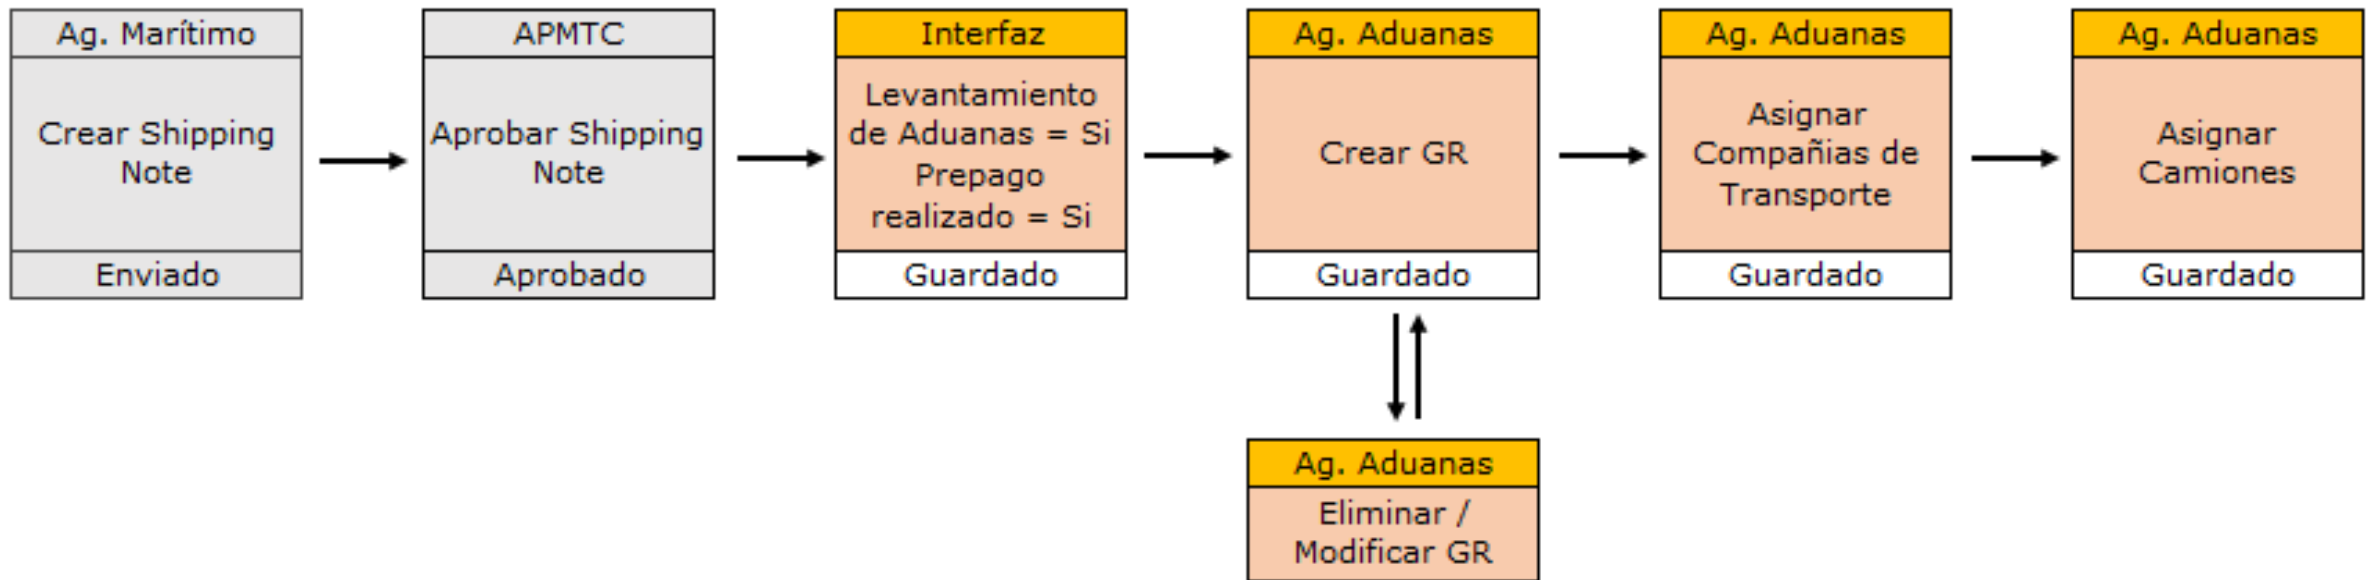 Ag. Marítimo
Crear Shipping
Note
Enviado
APMTC
Aprobar Shipping
Note
Aprobado
Interfaz
Levantamiento
de Aduanas = Si
Prepago
realizado = Si
Guardado
Ag. Aduanas
Crear GR
Guardado
Ag. Aduanas
Asignar
Compañias de
Transporte
Guardado
Ag. Aduanas
Asignar
Camiones
Guardado
Ag. Aduanas
Eliminar /
Modificar GR